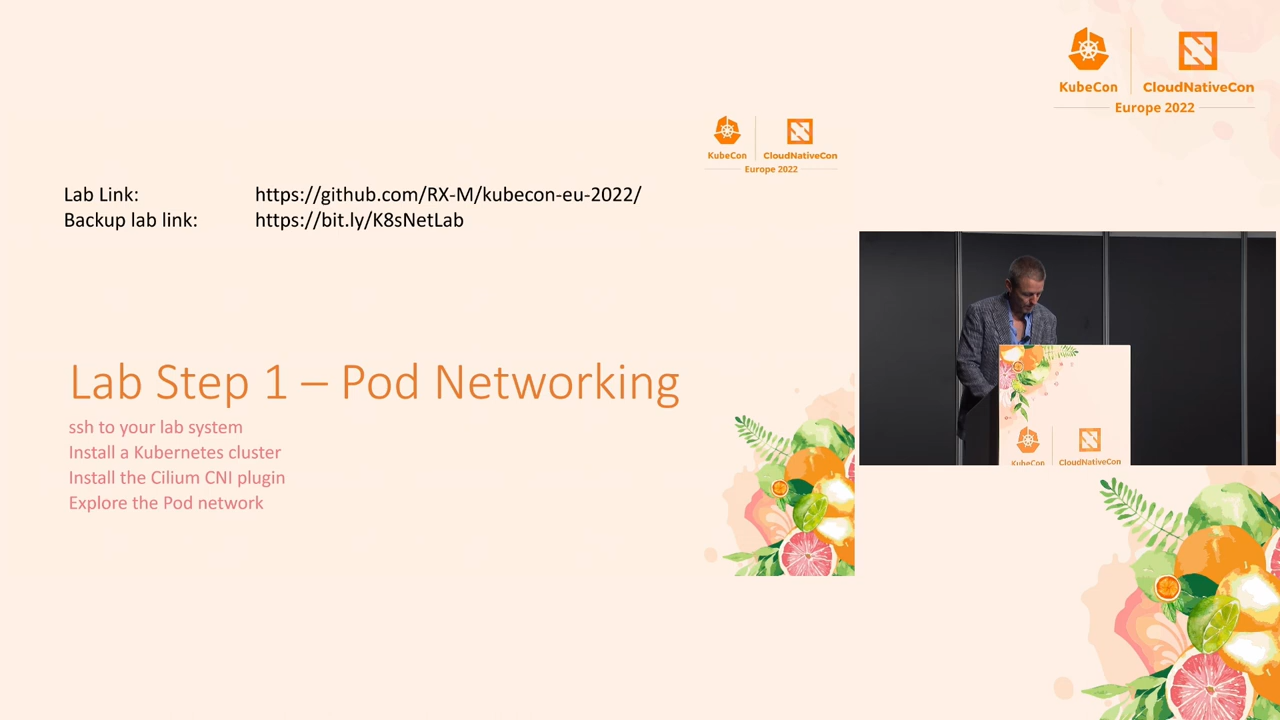 KubeCon
CloudNativeCon
Europe 2022
KubeCon
CloudNativeCon
Europe 2022
Lab Link: https://github.com/RX-M/kubecon-eu-2022/
Backup lab link: https://bit.ly/K8sNetLab
Lab Step 1 – Pod Networking
ssh to your lab system
Install a Kubernetes cluster
Install the Cilium CNI plugin
Explore the Pod network
KubeCon
CloudNativeCon